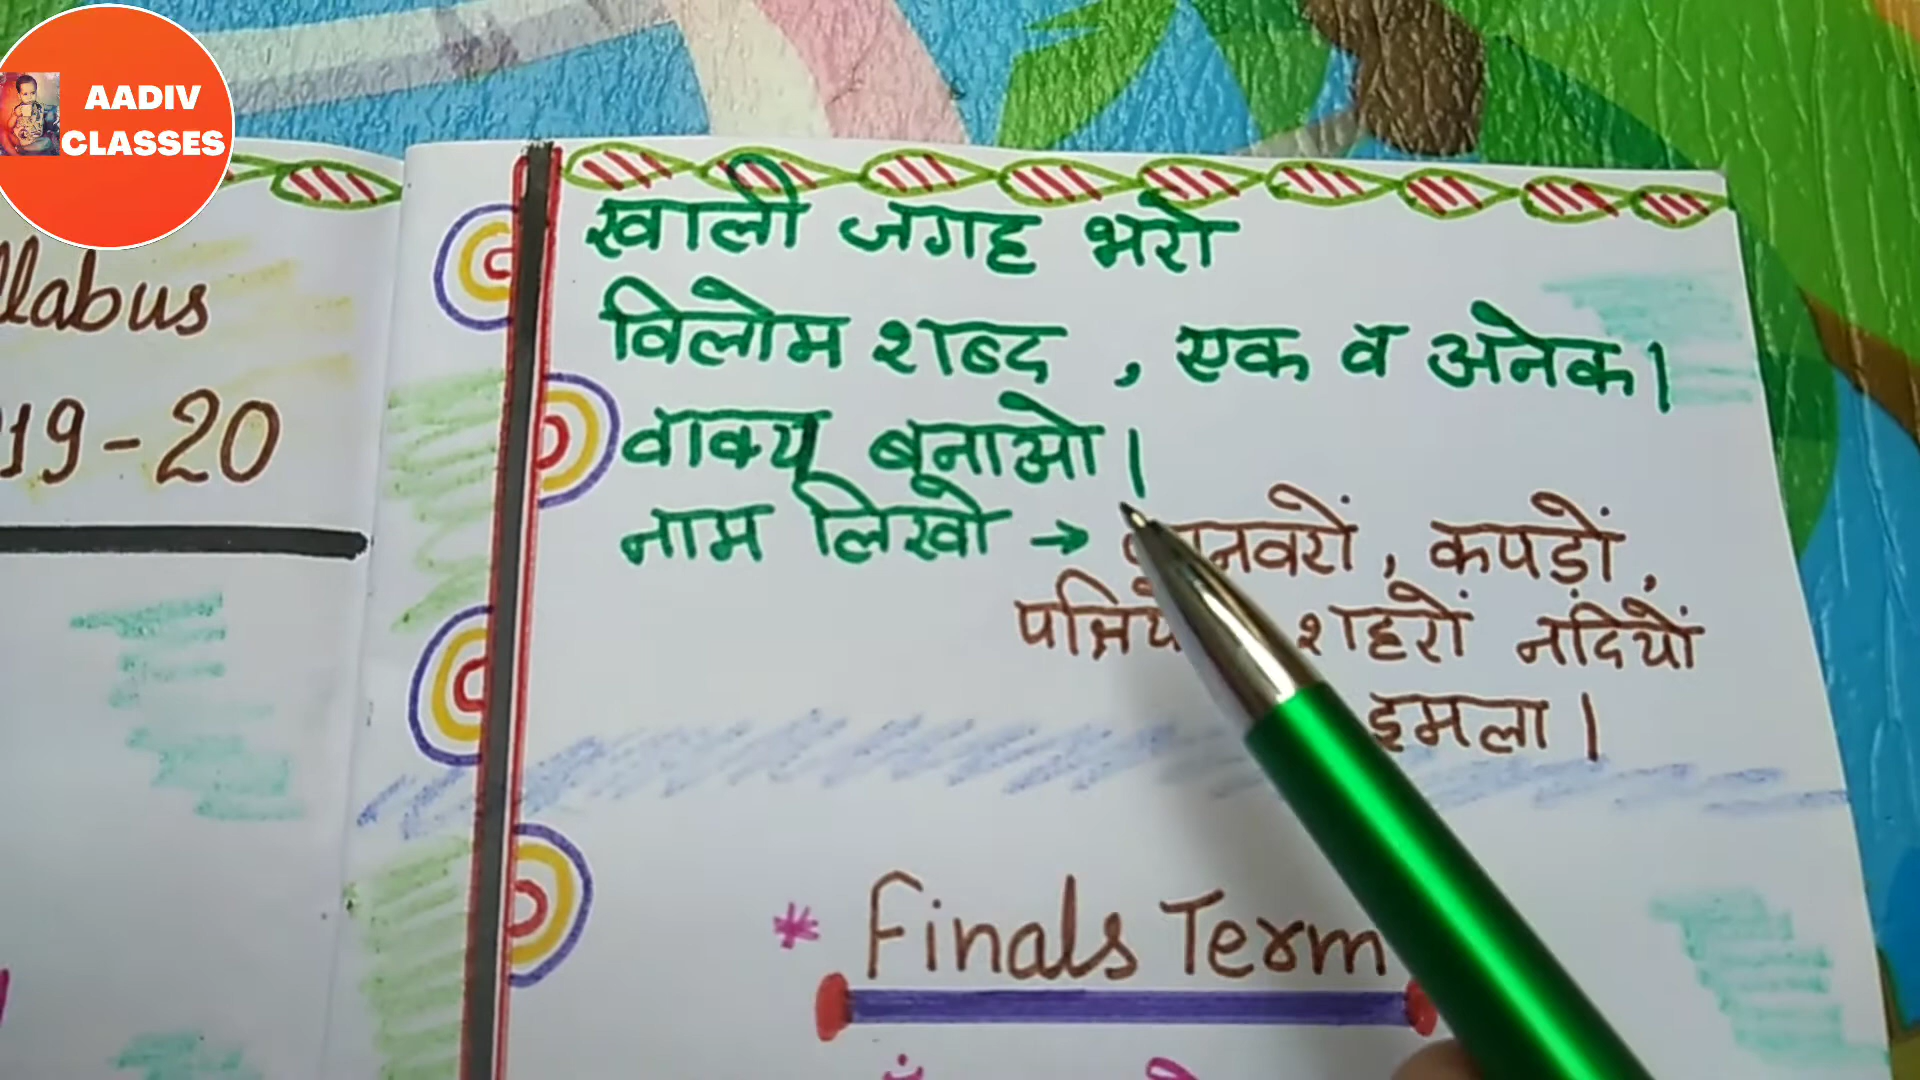 AADIV
CLASSES
llabus
19-20
खाली जगह भरो
विलोम शब्द , एक व अनेक।
वाक्य बनाओ।
नाम लिखो → जानवरों, कपड़ों,
शहरों नदियों
इमला।
* Finals Term